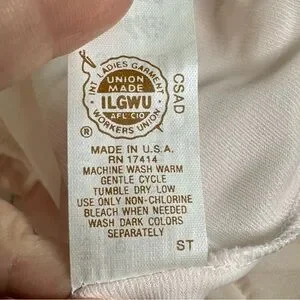 INT LADIES GARMENT
WORKERS UNION
UNION
MADE
ILGWU
AFL CIO
®
CSAD
MADE IN U.S.A.
RN 17414
MACHINE WASH WARM
GENTLE CYCLE
TUMBLE DRY LOW
USE ONLY NON-CHLORINE
BLEACH WHEN NEEDED
WASH DARK COLORS
SEPARATELY
ST